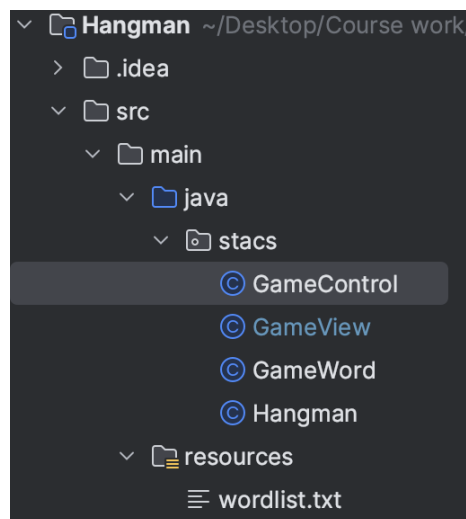 Hangman ~/Desktop/Course work/
.idea
src
main
java
stacs
GameControl
GameView
GameWord
Hangman
resources
wordlist.txt